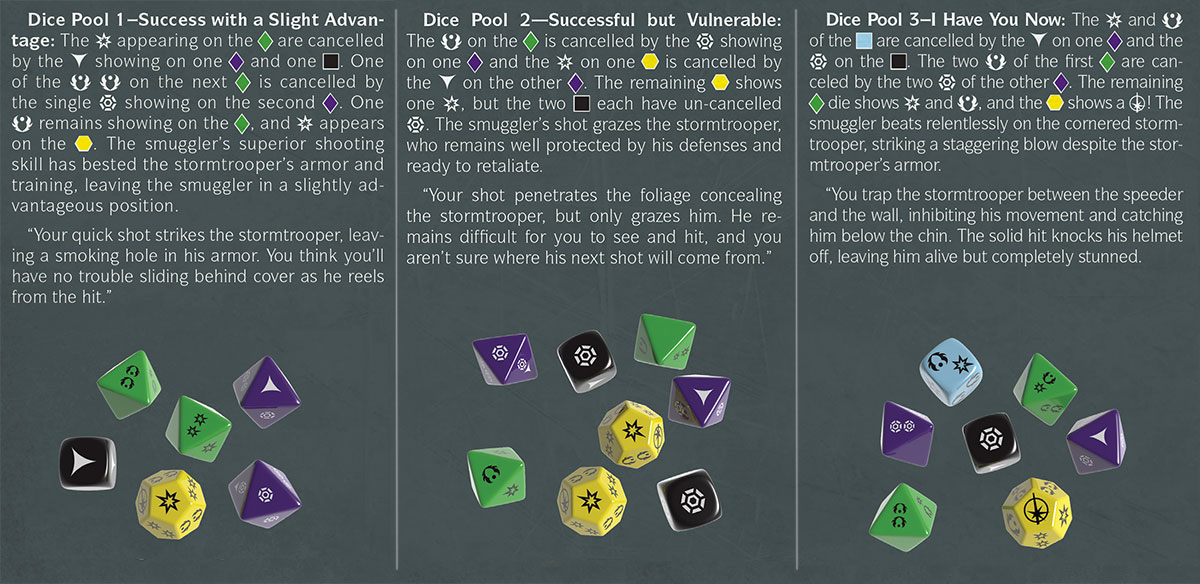 Dice Pool 1—Success with a Slight Advan-
tage: The appearing on the are cancelled
by the showing on one and one . One
of the on the next is cancelled by
the single showing on the second . One
remains showing on the , and appears
on the . The smuggler's superior shooting
skill has bested the stormtrooper's armor and
training, leaving the smuggler in a slightly ad-
vantageous position.
“Your quick shot strikes the stormtrooper, leav-
ing a smoking hole in his armor. You think you'll
have no trouble sliding behind cover as he reels
from the hit.”
Dice Pool 2—Successful but Vulnerable:
The on the is cancelled by the showing
on one and the on one is cancelled by
the on the other . The remaining shows
one , but the two each have un-cancelled
. The smuggler's shot grazes the stormtrooper,
who remains well protected by his defenses and
ready to retaliate.
“Your shot penetrates the foliage concealing
the stormtrooper, but only grazes him. He re-
mains difficult for you to see and hit, and you
aren't sure where his next shot will come from.”
Dice Pool 3—I Have You Now: The and
of the are cancelled by the on one and the
on the . The two of the first are can-
celed by the two of the other . The remaining
die shows and , and the shows a ! The
smuggler beats relentlessly on the cornered storm-
trooper, striking a staggering blow despite the stor-
mtrooper's armor.
“You trap the stormtrooper between the speeder
and the wall, inhibiting his movement and catching
him below the chin. The solid hit knocks his helmet
off, leaving him alive but completely stunned.